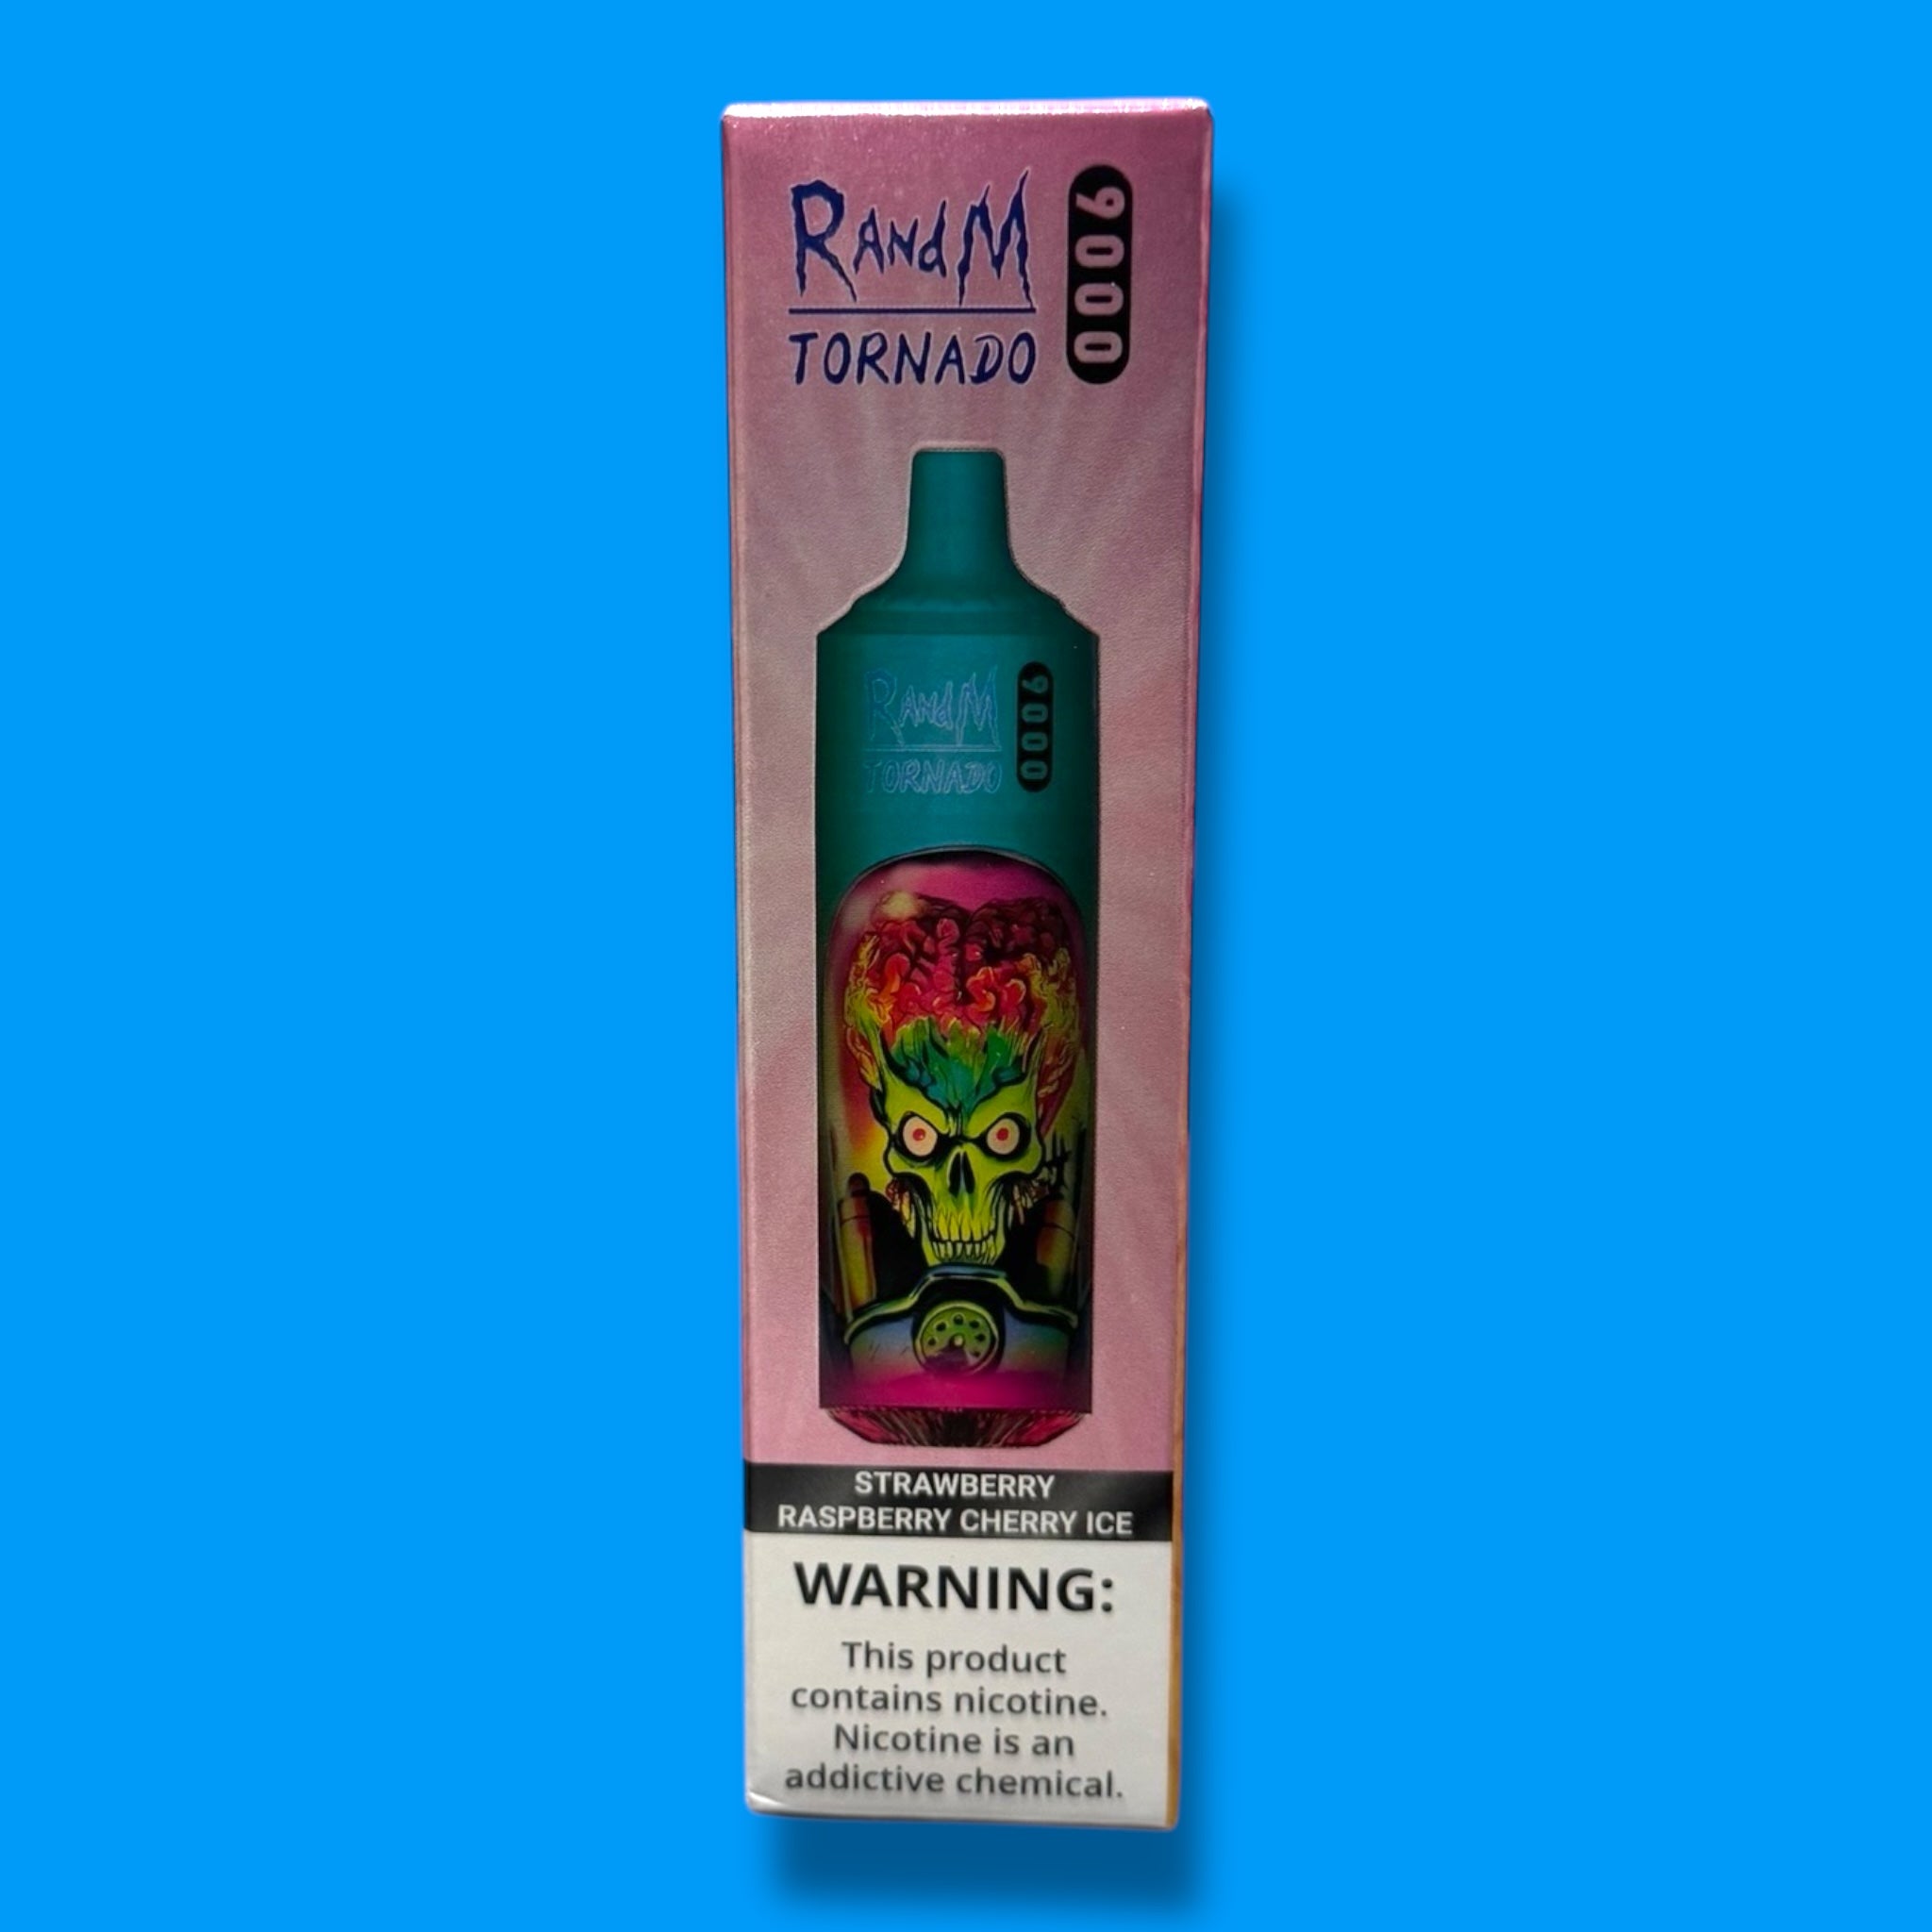 RandM
TORNADO
9000
RandM
TORNADO
9000
STRAWBERRY
RASPBERRY CHERRY ICE
WARNING:
This product
contains nicotine.
Nicotine is an
addictive chemical.